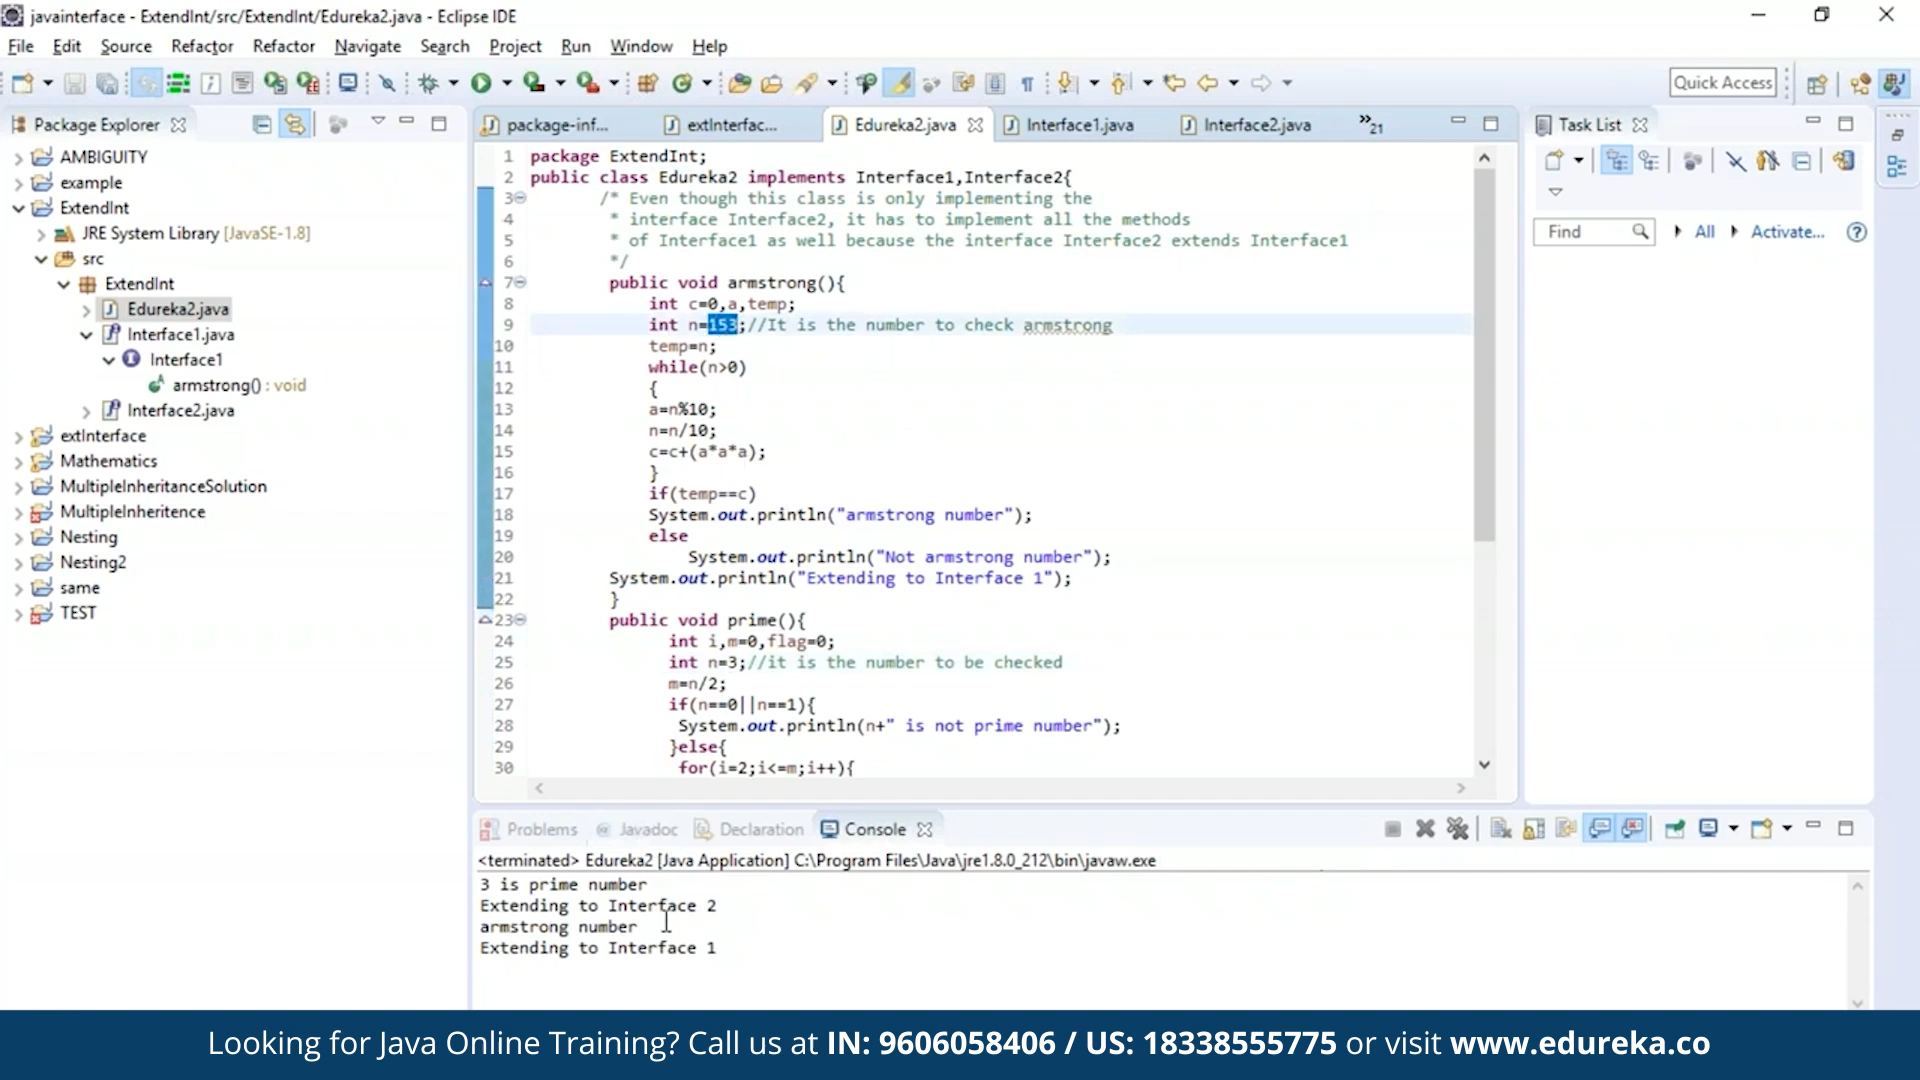 javainterface - ExtendInt/src/ExtendInt/Edureka2.java - Eclipse IDE
File Edit Source Refactor Refactor Navigate Search Project Run Window Help
Quick Access
Package Explorer
AMBIGUITY
example
ExtendInt
JRE System Library [JavaSE-1.8]
src
ExtendInt
Edureka2.java
Interface1.java
Interface1
armstrong() : void
Interface2.java
extInterface
Mathematics
MultipleInheritanceSolution
MultipleInheritence
Nesting
Nesting2
same
TEST
package-inf... extInterfac... Edureka2.java Interface1.java Interface2.java »21
1 package ExtendInt;
2 public class Edureka2 implements Interface1,Interface2{
3 /* Even though this class is only implementing the
4 * interface Interface2, it has to implement all the methods
5 * of Interface1 as well because the interface Interface2 extends Interface1
6 */
7 public void armstrong(){
8 int c=0,a,temp;
9 int n=153;//It is the number to check armstrong
10 temp=n;
11 while(n>0)
12 {
13 a=n%10;
14 n=n/10;
15 c=c+(a*a*a);
16 }
17 if(temp==c)
18 System.out.println("armstrong number");
19 else
20 System.out.println("Not armstrong number");
21 System.out.println("Extending to Interface 1");
22 }
23 public void prime(){
24 int i,m=0,flag=0;
25 int n=3;//it is the number to be checked
26 m=n/2;
27 if(n==0||n==1){
28 System.out.println(n+" is not prime number");
29 }else{
30 for(i=2;i<=m;i++){
Task List
Find All Activate...
Problems @ Javadoc Declaration Console
<terminated> Edureka2 [Java Application] C:\Program Files\Java\jre1.8.0_212\bin\javaw.exe
3 is prime number
Extending to Interface 2
armstrong number
Extending to Interface 1
Looking for Java Online Training? Call us at IN: 9606058406 / US: 18338555775 or visit www.edureka.co